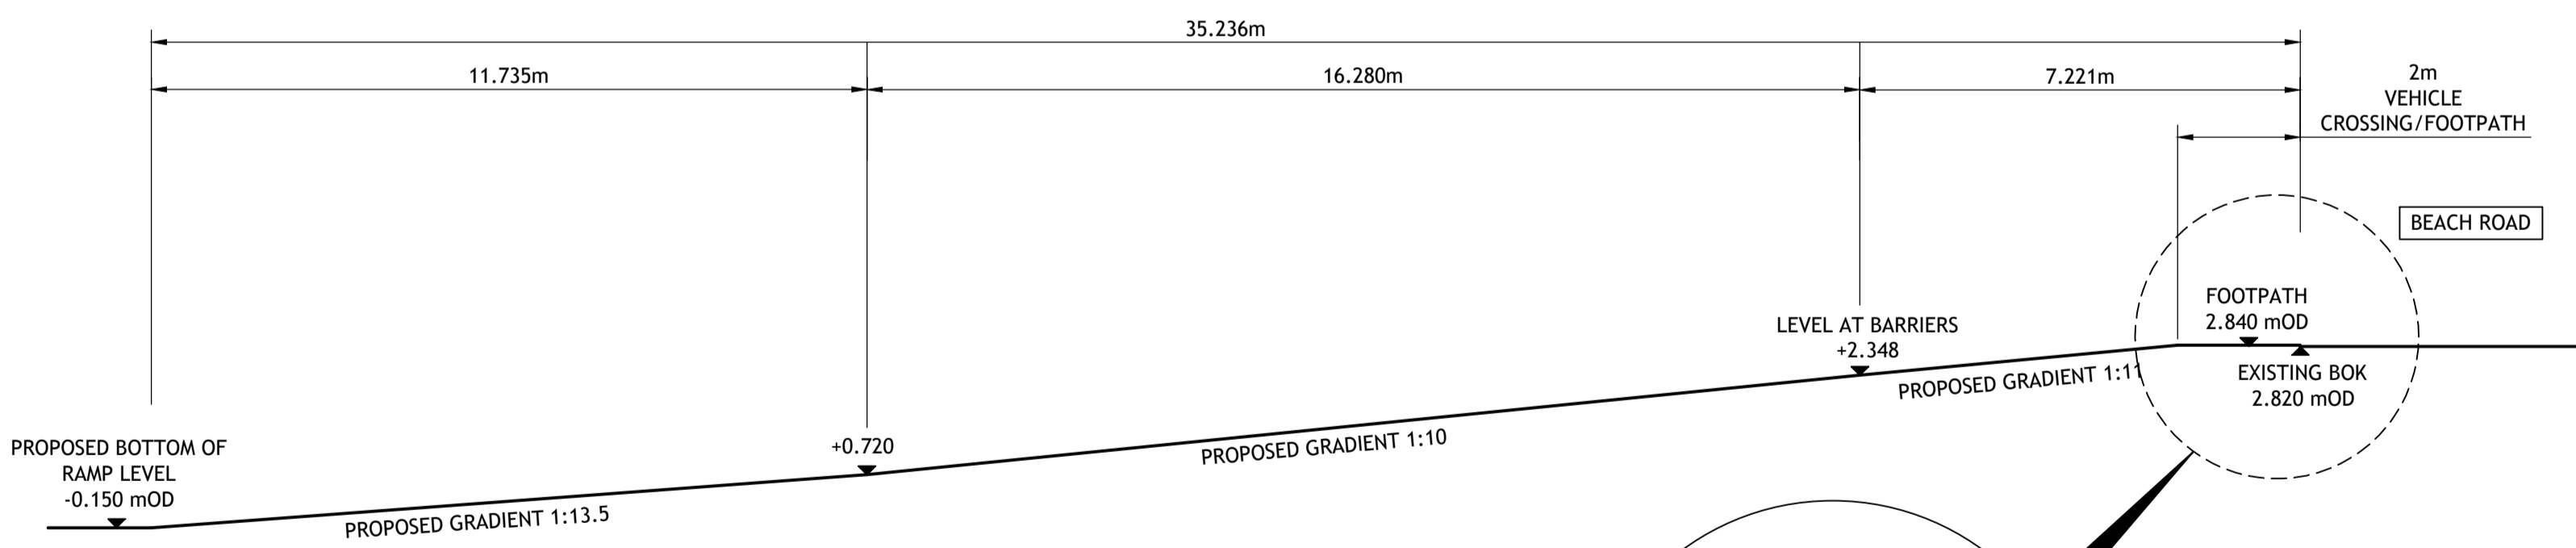 35.236m
11.735m
16.280m
7.221m
2m
VEHICLE
CROSSING/FOOTPATH
BEACH ROAD
FOOTPATH
2.840 mOD
LEVEL AT BARRIERS
+2.348
EXISTING BOK
2.820 mOD
PROPOSED GRADIENT 1:11
+0.720
PROPOSED GRADIENT 1:10
PROPOSED BOTTOM OF
RAMP LEVEL
-0.150 mOD
PROPOSED GRADIENT 1:13.5